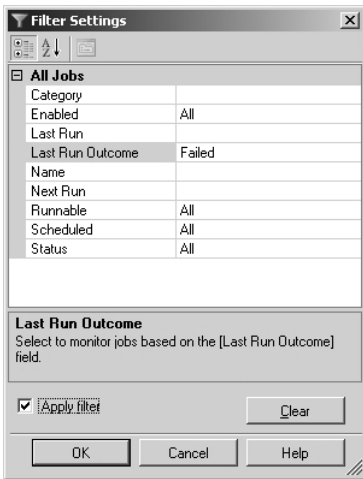 Filter Settings
All Jobs
Category
Enabled All
Last Run
Last Run Outcome Failed
Name
Next Run
Runnable All
Scheduled All
Status All
Last Run Outcome
Select to monitor jobs based on the [Last Run Outcome]
field.
Apply filter Clear
OK Cancel Help